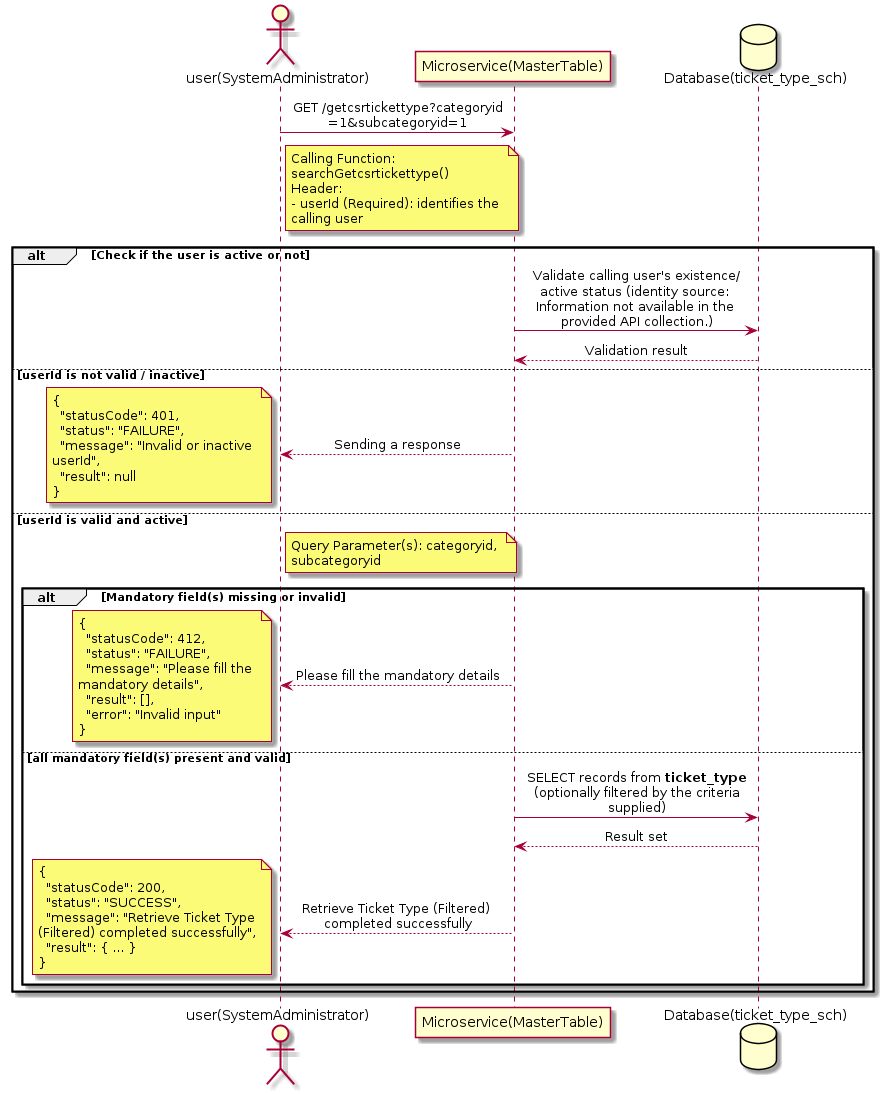 user(SystemAdministrator)
Microservice(MasterTable)
Database(ticket_type_sch)
GET /getcsrtickettype?categoryid
=1&subcategoryid=1
Calling Function:
searchGetcsrtickettype()
Header:
- userId (Required): identifies the
calling user
alt
[Check if the user is active or not]
Validate calling user's existence/
active status (identity source:
Information not available in the
provided API collection.)
Validation result
[userId is not valid / inactive]
{
"statusCode": 401,
"status": "FAILURE",
"message": "Invalid or inactive
userId",
"result": null
}
Sending a response
[userId is valid and active]
Query Parameter(s): categoryid,
subcategoryid
alt
[Mandatory field(s) missing or invalid]
{
"statusCode": 412,
"status": "FAILURE",
"message": "Please fill the
mandatory details",
"result": [],
"error": "Invalid input"
}
Please fill the mandatory details
[all mandatory field(s) present and valid]
SELECT records from ticket_type
(optionally filtered by the criteria
supplied)
Result set
{
"statusCode": 200,
"status": "SUCCESS",
"message": "Retrieve Ticket Type
(Filtered) completed successfully",
"result": { ... }
}
Retrieve Ticket Type (Filtered)
completed successfully
user(SystemAdministrator)
Microservice(MasterTable)
Database(ticket_type_sch)